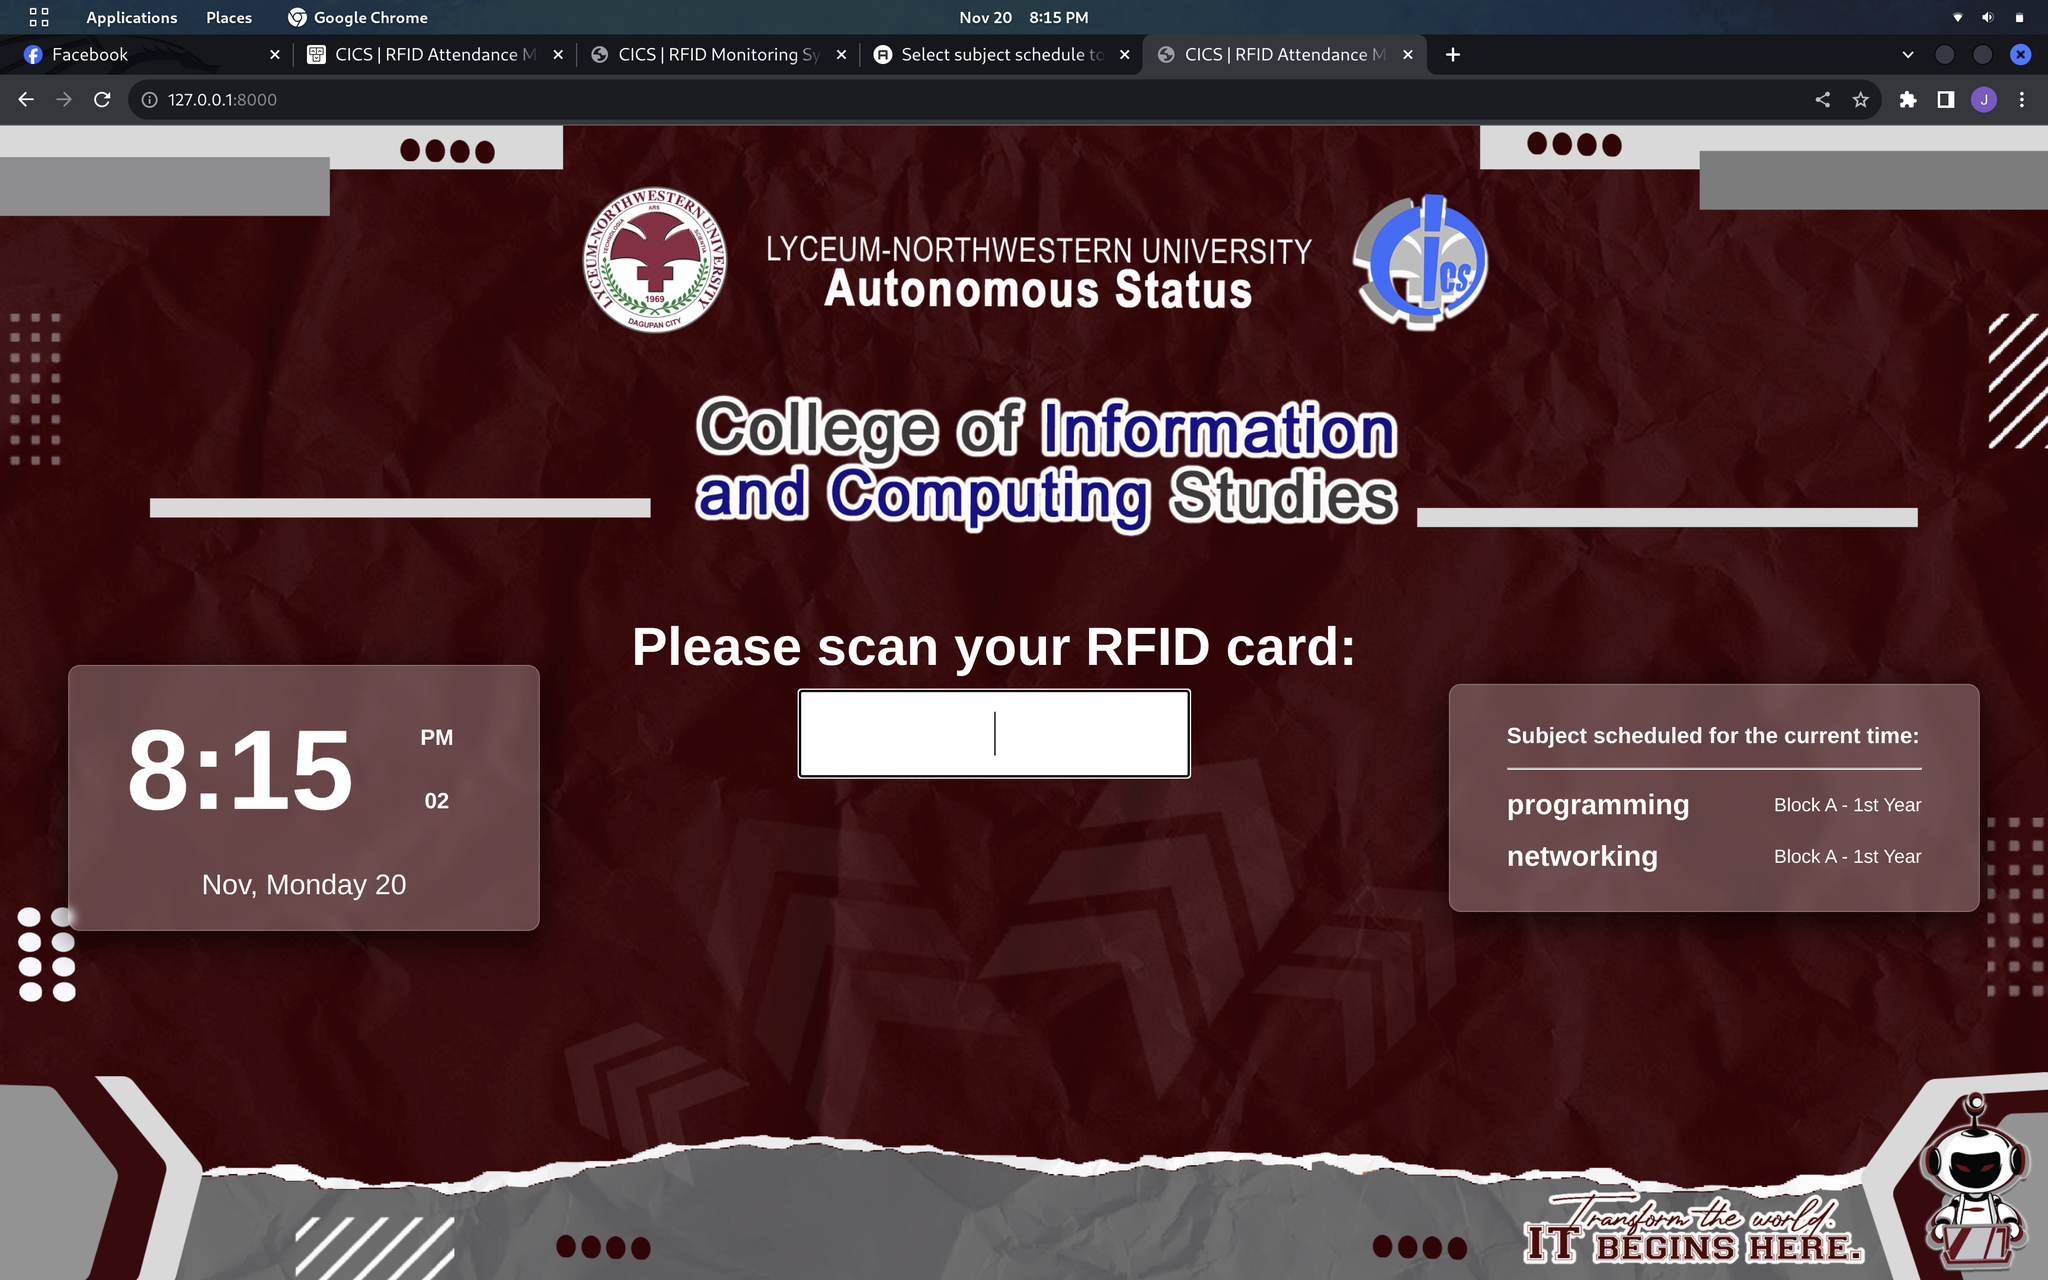 Applications Places Google Chrome Nov 20 8:15 PM
Facebook CICS | RFID Attendance M CICS | RFID Monitoring Sy Select subject schedule to CICS | RFID Attendance M
127.0.0.1:8000 J
LYCEUM-NORTHWESTERN UNIVERSITY
ARS
TECHNOLOGIA
SCIENTIA
1969
DAGUPAN CITY
LYCEUM-NORTHWESTERN UNIVERSITY
Autonomous Status
CICS
College of Information
and Computing Studies
Please scan your RFID card:
8:15 PM
02
Nov, Monday 20
Subject scheduled for the current time:
programming Block A - 1st Year
networking Block A - 1st Year
Transform the world.
IT BEGINS HERE.